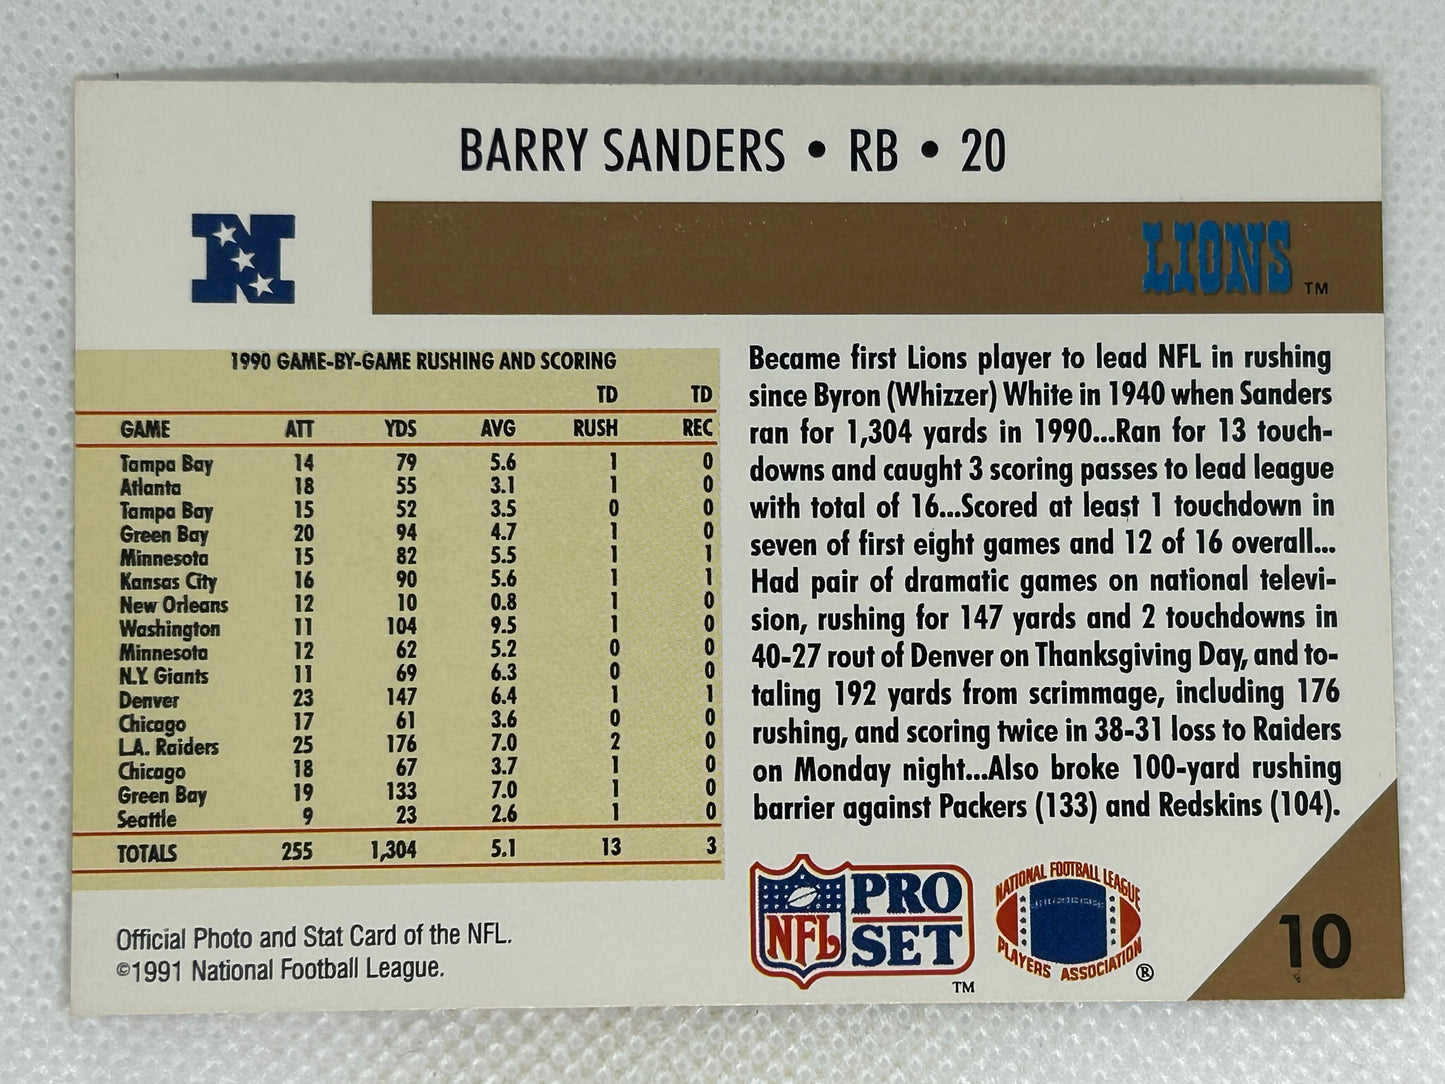 BARRY SANDERS • RB • 20
N
LIONS TM
1990 GAME-BY-GAME RUSHING AND SCORING
TD TD
GAME ATT YDS AVG RUSH REC
Tampa Bay 14 79 5.6 1 0
Atlanta 18 55 3.1 1 0
Tampa Bay 15 52 3.5 0 0
Green Bay 20 94 4.7 1 0
Minnesota 15 82 5.5 1 1
Kansas City 16 90 5.6 1 1
New Orleans 12 10 0.8 1 0
Washington 11 104 9.5 1 0
Minnesota 12 62 5.2 0 0
N.Y. Giants 11 69 6.3 0 0
Denver 23 147 6.4 1 1
Chicago 17 61 3.6 0 0
L.A. Raiders 25 176 7.0 2 0
Chicago 18 67 3.7 1 0
Green Bay 19 133 7.0 1 0
Seattle 9 23 2.6 1 0
TOTALS 255 1,304 5.1 13 3
Became first Lions player to lead NFL in rushing
since Byron (Whizzer) White in 1940 when Sanders
ran for 1,304 yards in 1990...Ran for 13 touch-
downs and caught 3 scoring passes to lead league
with total of 16...Scored at least 1 touchdown in
seven of first eight games and 12 of 16 overall...
Had pair of dramatic games on national televi-
sion, rushing for 147 yards and 2 touchdowns in
40-27 rout of Denver on Thanksgiving Day, and to-
taling 192 yards from scrimmage, including 176
rushing, and scoring twice in 38-31 loss to Raiders
on Monday night...Also broke 100-yard rushing
barrier against Packers (133) and Redskins (104).
Official Photo and Stat Card of the NFL.
©1991 National Football League.
NFL PRO SET TM
NATIONAL FOOTBALL LEAGUE
PLAYERS ASSOCIATION ®
10